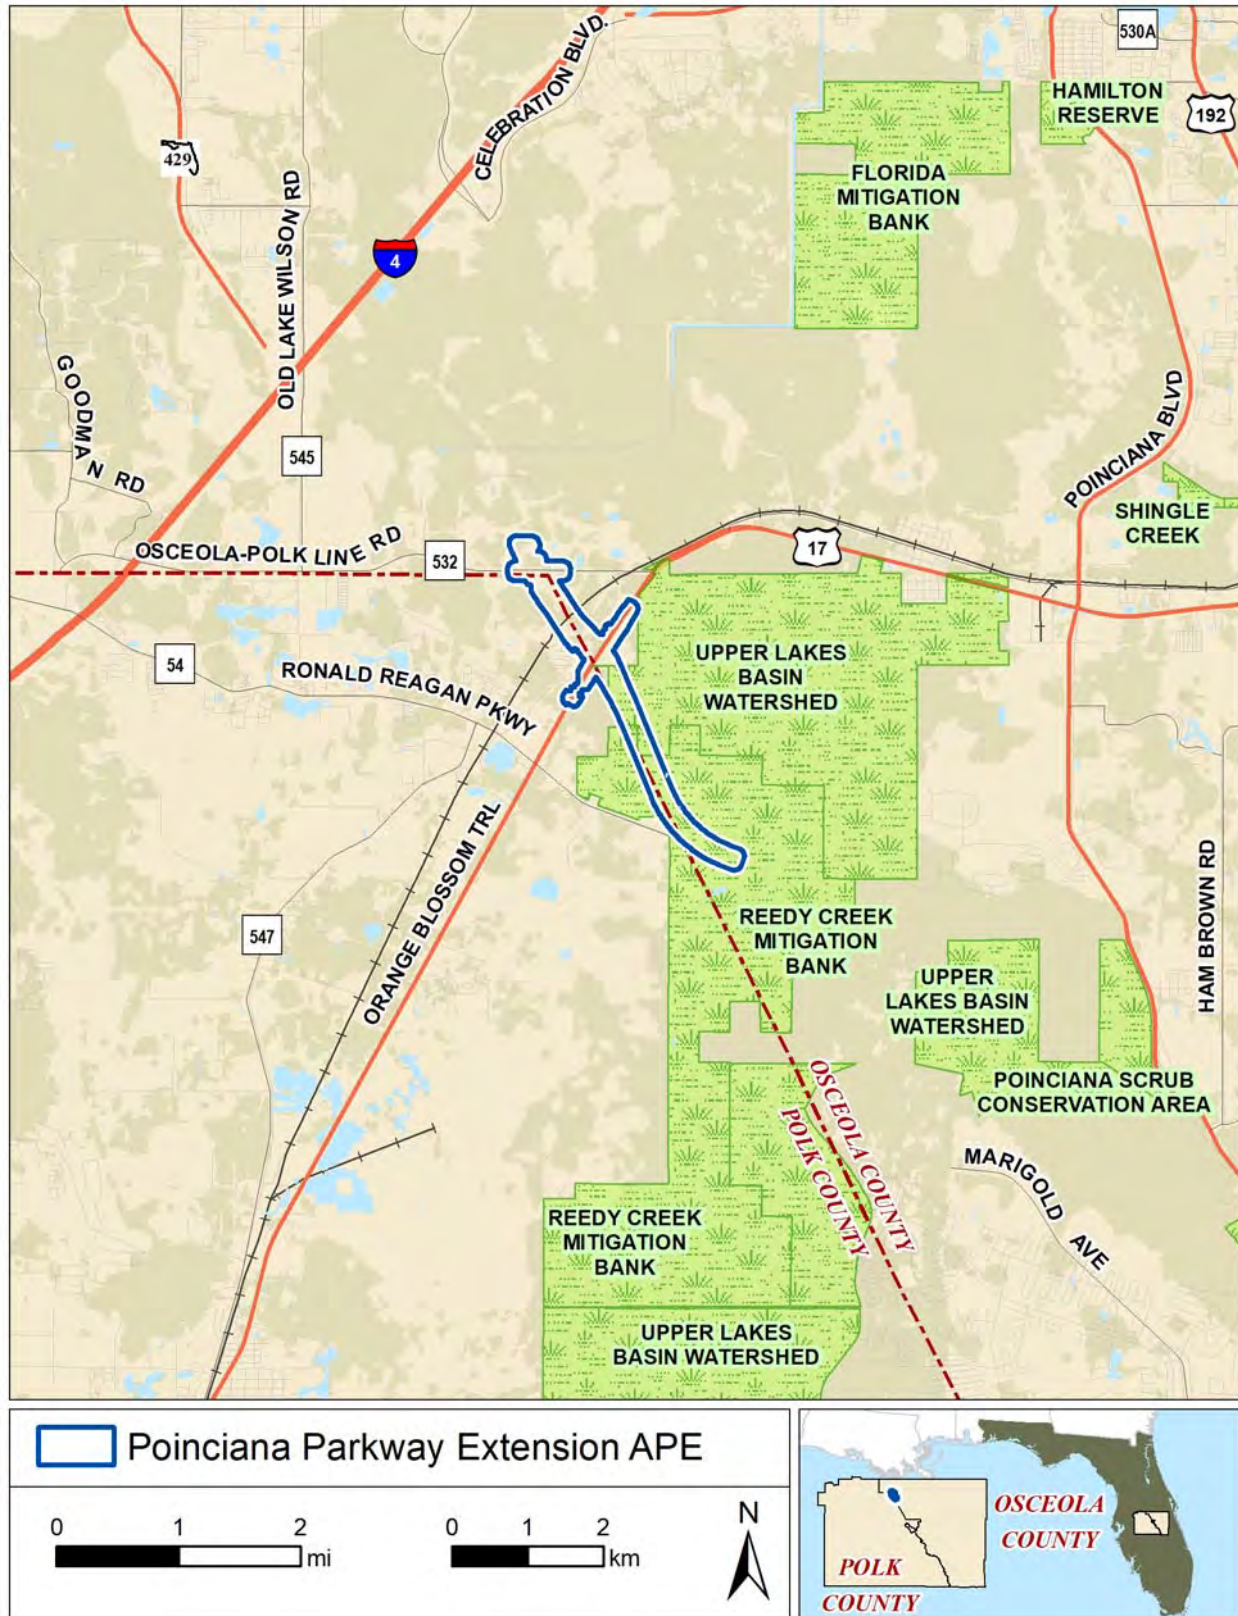 CELEBRATION BLVD.
530A
HAMILTON
RESERVE
192
429
OLD LAKE WILSON RD
FLORIDA
MITIGATION
BANK
4
GOODMAN RD
545
POINCIANA BLVD
SHINGLE
CREEK
OSCEOLA-POLK LINE RD
532
17
54
RONALD REAGAN PKWY
UPPER LAKES
BASIN
WATERSHED
ORANGE BLOSSOM TRL
547
REEDY CREEK
MITIGATION
BANK
HAM BROWN RD
UPPER
LAKES BASIN
WATERSHED
OSCEOLA COUNTY
POLK COUNTY
POINCIANA SCRUB
CONSERVATION AREA
MARIGOLD AVE
REEDY CREEK
MITIGATION
BANK
UPPER LAKES
BASIN WATERSHED
Poinciana Parkway Extension APE
0 1 2
mi
0 1 2
km
N
OSCEOLA
COUNTY
POLK
COUNTY